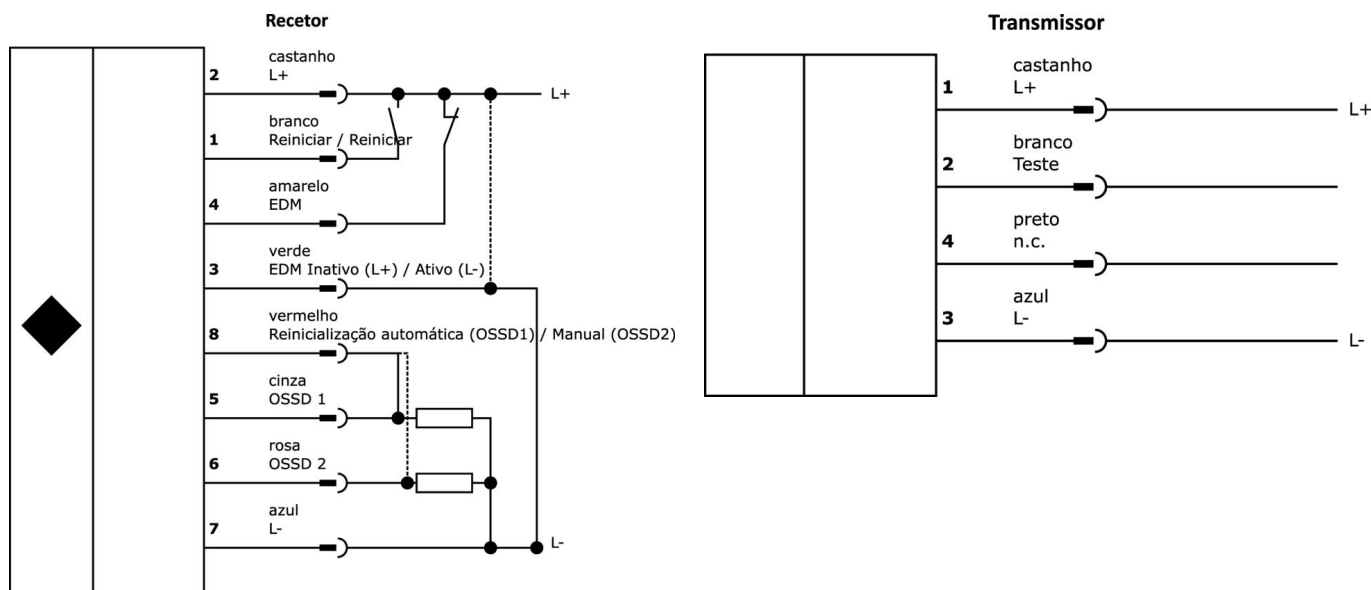 Recetor
castanho
2 L+
L+
branco
1 Reiniciar / Reiniciar
amarelo
4 EDM
verde
3 EDM Inativo (L+) / Ativo (L-)
vermelho
8 Reinicialização automática (OSSD1) / Manual (OSSD2)
cinza
5 OSSD 1
rosa
6 OSSD 2
azul
7 L-
L-
Transmissor
castanho
1 L+
L+
branco
2 Teste
preto
4 n.c.
azul
3 L-
L-